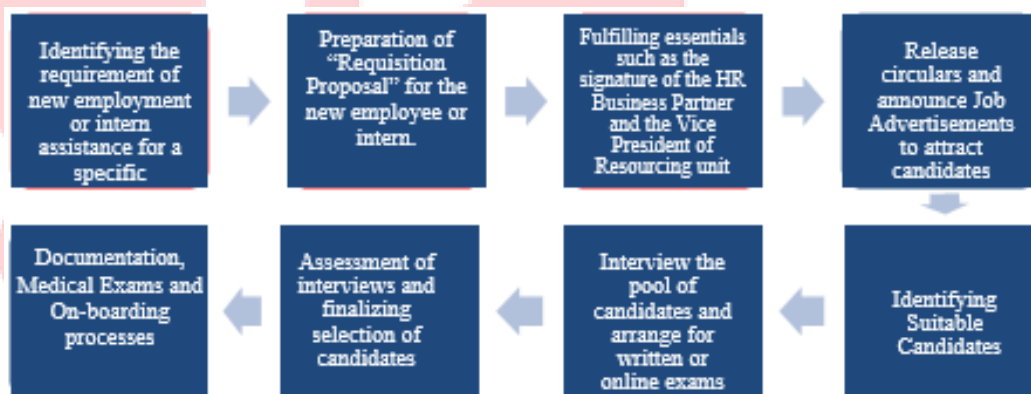 Identifying the
requirement of
new employment
or intern
assistance for a
specific
Preparation of
“Requisition
Proposal” for the
new employee or
intern.
Fulfilling essentials
such as the
signature of the HR
Business Partner
and the Vice
President of
Resourcing unit
Release
circulars and
announce Job
Advertisements
to attract
candidates
Identifying
Suitable
Candidates
Interview the
pool of
candidates and
arrange for
written or
online exams
Assessment of
interviews and
finalizing
selection of
candidates
Documentation,
Medical Exams and
On-boarding
processes